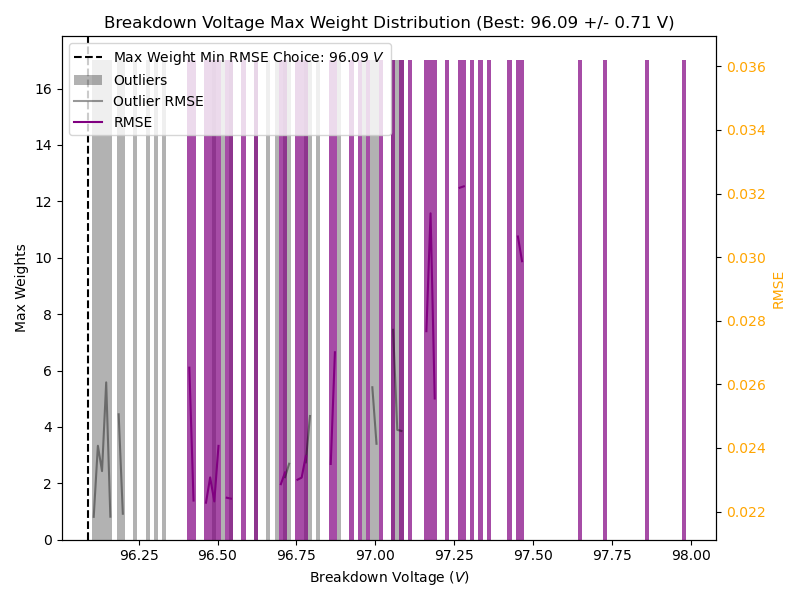 Breakdown Voltage Max Weight Distribution (Best: 96.09 +/- 0.71 V)
Max Weight Min RMSE Choice: 96.09 V
Outliers
Outlier RMSE
RMSE
16
14
12
10
8
6
4
2
0
Max Weights
0.036
0.034
0.032
0.030
0.028
0.026
0.024
0.022
RMSE
96.25 96.50 96.75 97.00 97.25 97.50 97.75 98.00
Breakdown Voltage (V)